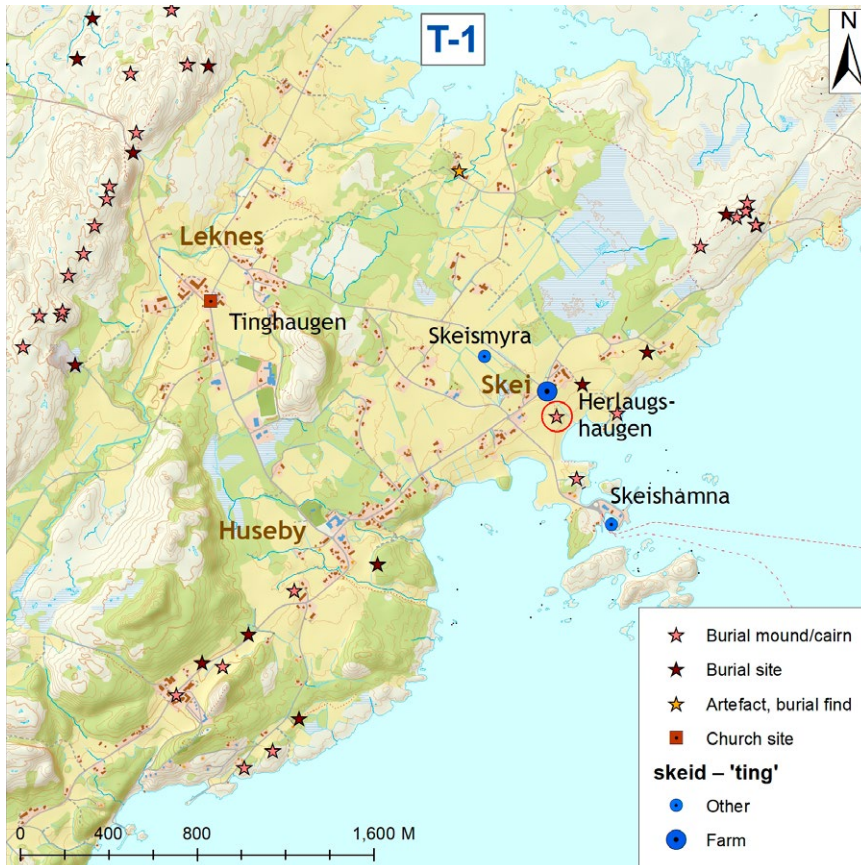 T-1
N
Leknes
Tinghaugen
Skeismyra
Skei
Herlaugs-
haugen
Skeishamna
Huseby
Burial mound/cairn
Burial site
Artefact, burial find
Church site
skeid – 'ting'
Other
Farm
0 400 800 1,600 M